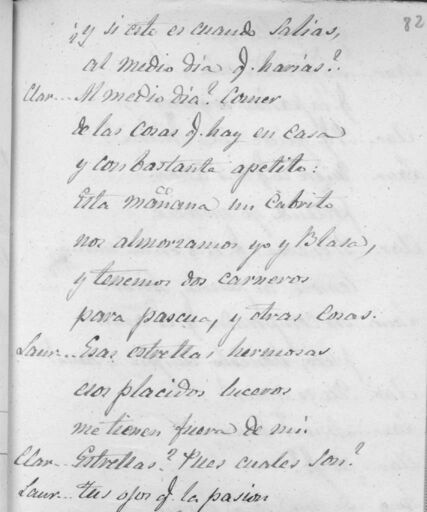 82
y si esto es cuando salias,
al medio dia q.e harias?
Clar... Al medio dia? Comer
de las cosas q.e hay en casa
y con bastante apetito:
Esta mañana un Cabrito
nos almorzamos yo y Blasa,
y tenemos dos carneros
para pascua, y otras cosas.
Laur... Esas estrellas hermosas
esos placidos luceros
me tienen fuera de mi.
Clar... Estrellas? Pues cuales son?
Laur... tus ojos q.e la pasion